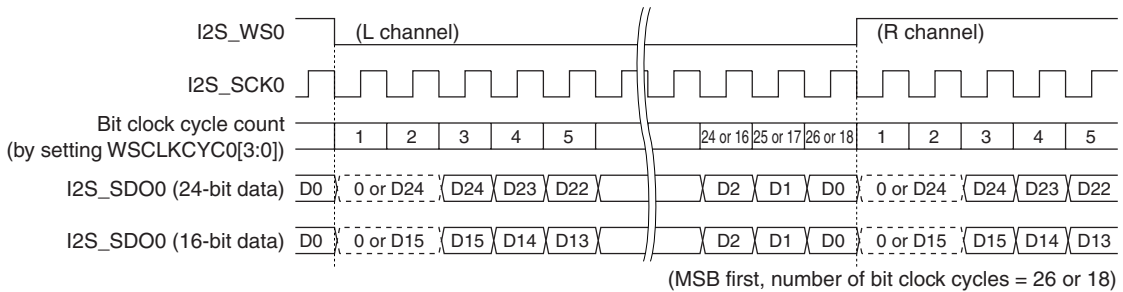 I2S_WS0 (L channel) (R channel)
I2S_SCK0
Bit clock cycle count
(by setting WSCLKCYC0[3:0]) 1 2 3 4 5 24 or 16 25 or 17 26 or 18 1 2 3 4 5
I2S_SDO0 (24-bit data) D0 0 or D24 D24 D23 D22 D2 D1 D0 0 or D24 D24 D23 D22
I2S_SDO0 (16-bit data) D0 0 or D15 D15 D14 D13 D2 D1 D0 0 or D15 D15 D14 D13
(MSB first, number of bit clock cycles = 26 or 18)